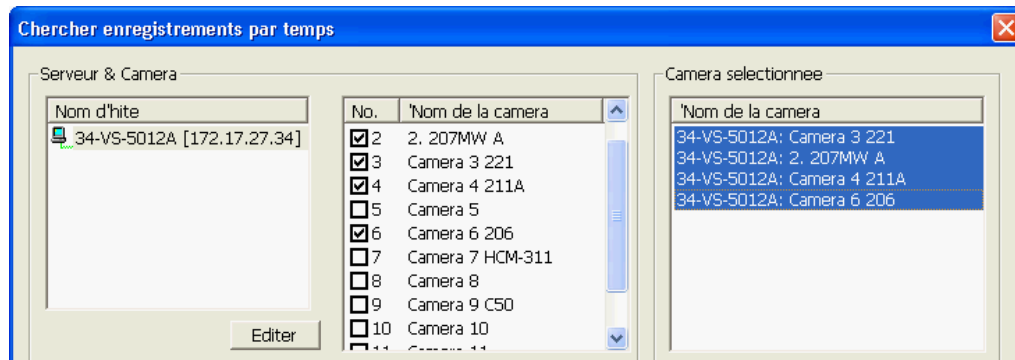 Chercher enregistrements par temps
Serveur & Camera
Nom d'hite
34-VS-5012A [172.17.27.34]
Editer
No. 'Nom de la camera
2 2. 207MW A
3 Camera 3 221
4 Camera 4 211A
5 Camera 5
6 Camera 6 206
7 Camera 7 HCM-311
8 Camera 8
9 Camera 9 C50
10 Camera 10
Camera selectionnee
'Nom de la camera
34-VS-5012A: Camera 3 221
34-VS-5012A: 2. 207MW A
34-VS-5012A: Camera 4 211A
34-VS-5012A: Camera 6 206